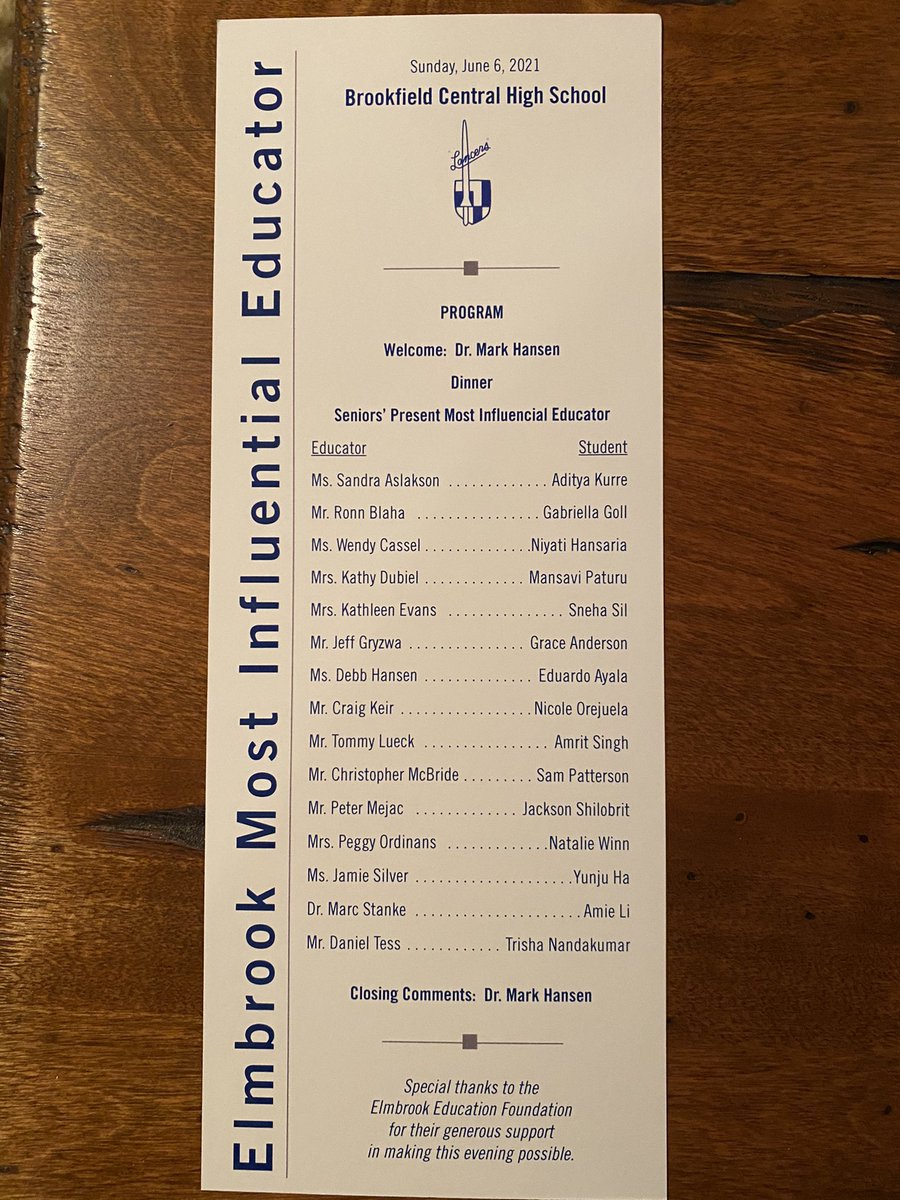 Elmbrook Most Influential Educator
Sunday, June 6, 2021
Brookfield Central High School
Lancers
PROGRAM
Welcome: Dr. Mark Hansen
Dinner
Seniors' Present Most Influencial Educator
Educator Student
Ms. Sandra Aslakson . . . . . . . . . . . . . Aditya Kurre
Mr. Ronn Blaha . . . . . . . . . . . . . . . . Gabriella Goll
Ms. Wendy Cassel . . . . . . . . . . . . . .Niyati Hansaria
Mrs. Kathy Dubiel . . . . . . . . . . . . . . Mansavi Paturu
Mrs. Kathleen Evans . . . . . . . . . . . . . . . Sneha Sil
Mr. Jeff Gryzwa . . . . . . . . . . . . . . . Grace Anderson
Ms. Debb Hansen . . . . . . . . . . . . . . Eduardo Ayala
Mr. Craig Keir . . . . . . . . . . . . . . . . . Nicole Orejuela
Mr. Tommy Lueck . . . . . . . . . . . . . . . . Amrit Singh
Mr. Christopher McBride . . . . . . . . . Sam Patterson
Mr. Peter Mejac . . . . . . . . . . . . . Jackson Shilobrit
Mrs. Peggy Ordinans . . . . . . . . . . . . .Natalie Winn
Ms. Jamie Silver . . . . . . . . . . . . . . . . . . . . .Yunju Ha
Dr. Marc Stanke . . . . . . . . . . . . . . . . . . . . . Amie Li
Mr. Daniel Tess . . . . . . . . . . . . Trisha Nandakumar
Closing Comments: Dr. Mark Hansen
Special thanks to the
Elmbrook Education Foundation
for their generous support
in making this evening possible.